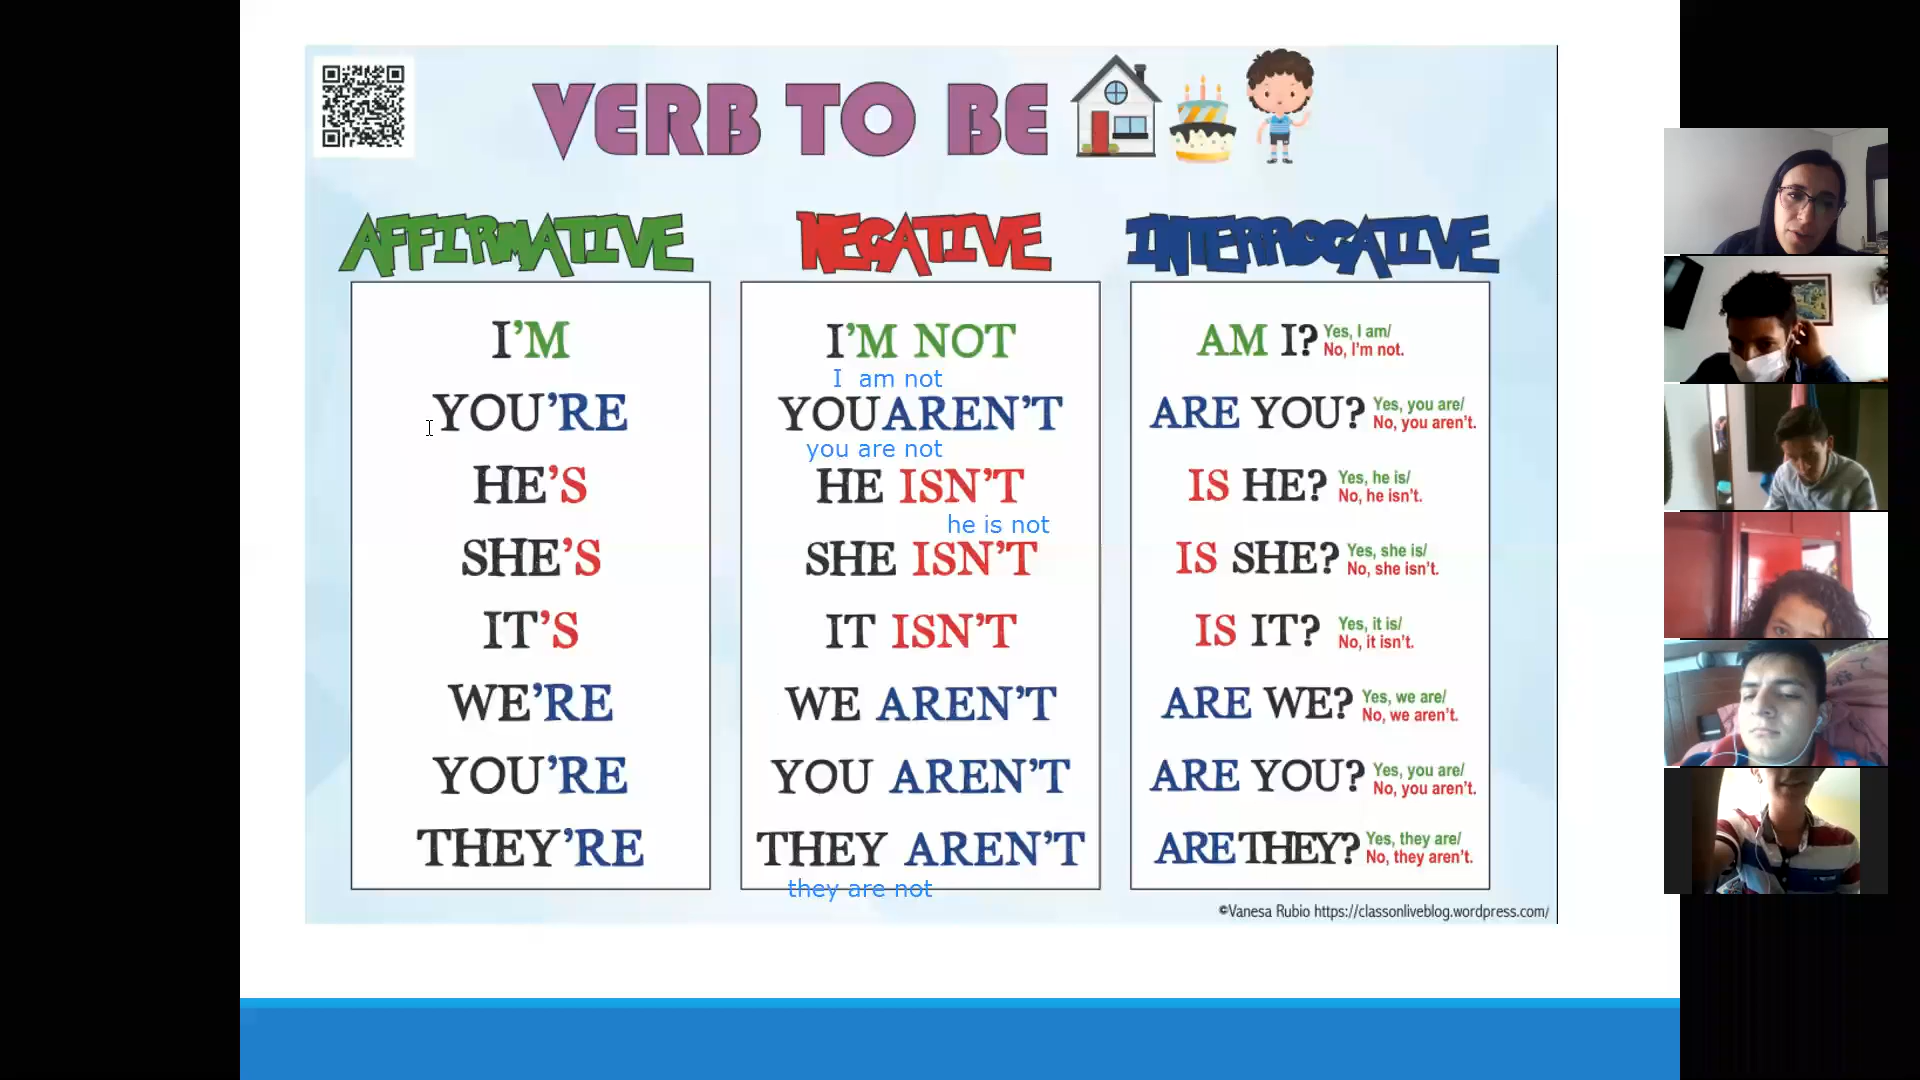 VERB TO BE
AFFIRMATIVE
I'M
YOU'RE
HE'S
SHE'S
IT'S
WE'RE
YOU'RE
THEY'RE
NEGATIVE
I'M NOT
I am not
YOU AREN'T
you are not
HE ISN'T
he is not
SHE ISN'T
IT ISN'T
WE AREN'T
YOU AREN'T
THEY AREN'T
they are not
INTERROGATIVE
AM I? Yes, I am/
No, I'm not.
ARE YOU? Yes, you are/
No, you aren't.
IS HE? Yes, he is/
No, he isn't.
IS SHE? Yes, she is/
No, she isn't.
IS IT? Yes, it is/
No, it isn't.
ARE WE? Yes, we are/
No, we aren't.
ARE YOU? Yes, you are/
No, you aren't.
ARE THEY? Yes, they are/
No, they aren't.
©Vanesa Rubio https://classonliveblog.wordpress.com/